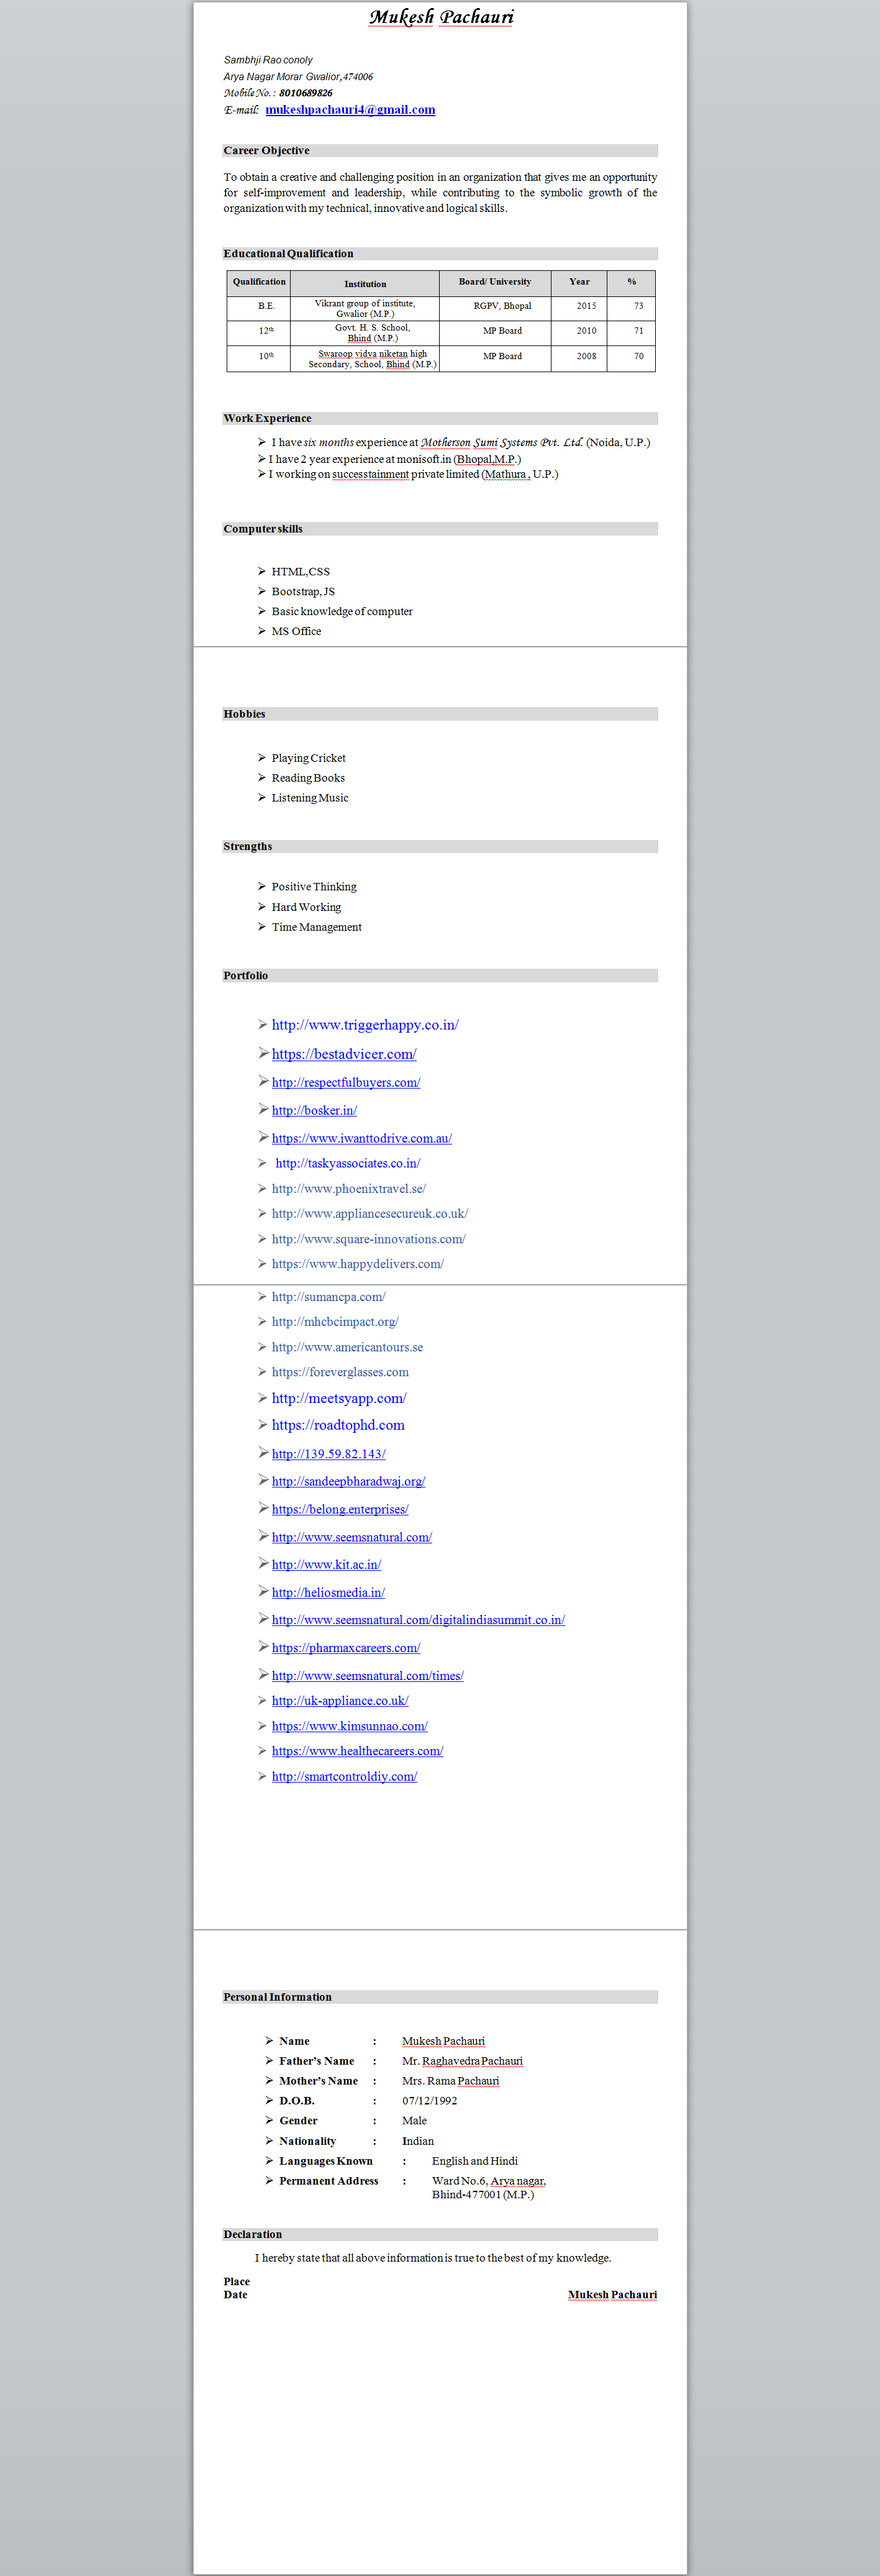 Mukesh Pachauri
Sambhji Rao conoly
Arya Nagar Morar Gwalior,474006
Mobile No. : 8010689826
E-mail: mukeshpachauri4@gmail.com
Career Objective
To obtain a creative and challenging position in an organization that gives me an opportunity
for self-improvement and leadership, while contributing to the symbolic growth of the
organization with my technical, innovative and logical skills.
Educational Qualification
Qualification Institution Board/ University Year %
B.E. Vikrant group of institute, Gwalior (M.P.) RGPV, Bhopal 2015 73
12th Govt. H. S. School, Bhind (M.P.) MP Board 2010 71
10th Swaroop vidya niketan high Secondary, School, Bhind (M.P.) MP Board 2008 70
Work Experience
➢ I have six months experience at Motherson Sumi Systems Pvt. Ltd. (Noida, U.P.)
➢ I have 2 year experience at monisoft.in (Bhopal,M.P.)
➢ I working on successtainment private limited (Mathura , U.P.)
Computer skills
➢ HTML,CSS
➢ Bootstrap, JS
➢ Basic knowledge of computer
➢ MS Office
Hobbies
➢ Playing Cricket
➢ Reading Books
➢ Listening Music
Strengths
➢ Positive Thinking
➢ Hard Working
➢ Time Management
Portfolio
➢ http://www.triggerhappy.co.in/
➢ https://bestadvicer.com/
➢ http://respectfulbuyers.com/
➢ http://bosker.in/
➢ https://www.iwanttodrive.com.au/
➢ http://taskyassociates.co.in/
➢ http://www.phoenixtravel.se/
➢ http://www.appliancesecureuk.co.uk/
➢ http://www.square-innovations.com/
➢ https://www.happydelivers.com/
➢ http://sumancpa.com/
➢ http://mhcbcimpact.org/
➢ http://www.americantours.se
➢ https://foreverglasses.com
➢ http://meetsyapp.com/
➢ https://roadtophd.com
➢ http://139.59.82.143/
➢ http://sandeepbharadwaj.org/
➢ https://belong.enterprises/
➢ http://www.seemsnatural.com/
➢ http://www.kit.ac.in/
➢ http://heliosmedia.in/
➢ http://www.seemsnatural.com/digitalindiasummit.co.in/
➢ https://pharmaxcareers.com/
➢ http://www.seemsnatural.com/times/
➢ http://uk-appliance.co.uk/
➢ https://www.kimsunnao.com/
➢ https://www.healthecareers.com/
➢ http://smartcontroldiy.com/
Personal Information
➢ Name : Mukesh Pachauri
➢ Father's Name : Mr. Raghavedra Pachauri
➢ Mother's Name : Mrs. Rama Pachauri
➢ D.O.B. : 07/12/1992
➢ Gender : Male
➢ Nationality : Indian
➢ Languages Known : English and Hindi
➢ Permanent Address : Ward No.6, Arya nagar,
Bhind-477001 (M.P.)
Declaration
I hereby state that all above information is true to the best of my knowledge.
Place
Date Mukesh Pachauri